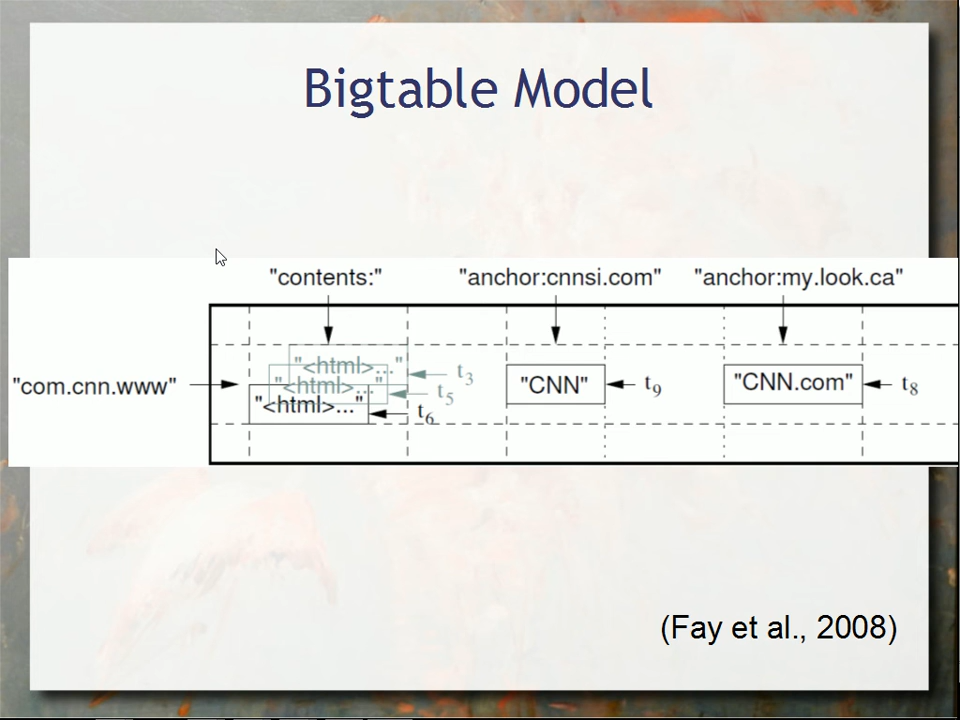 Bigtable Model
"contents:" "anchor:cnnsi.com" "anchor:my.look.ca"
"<html>..." t3
"<html>..." t5
"com.cnn.www" "CNN" t9 "CNN.com" t8
"<html>..." t6
(Fay et al., 2008)